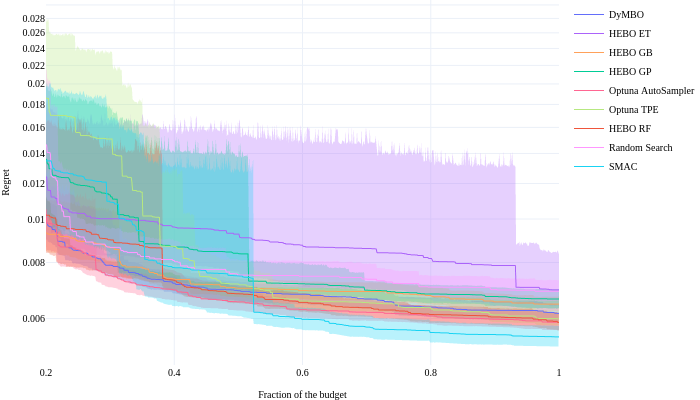 0.028
0.026
0.024
0.022
0.02
0.018
0.016
0.014
0.012
0.01
0.008
0.006
Regret
0.2
0.4
0.6
0.8
1
Fraction of the budget
DyMBO
HEBO ET
HEBO GB
HEBO GP
Optuna AutoSampler
Optuna TPE
HEBO RF
Random Search
SMAC